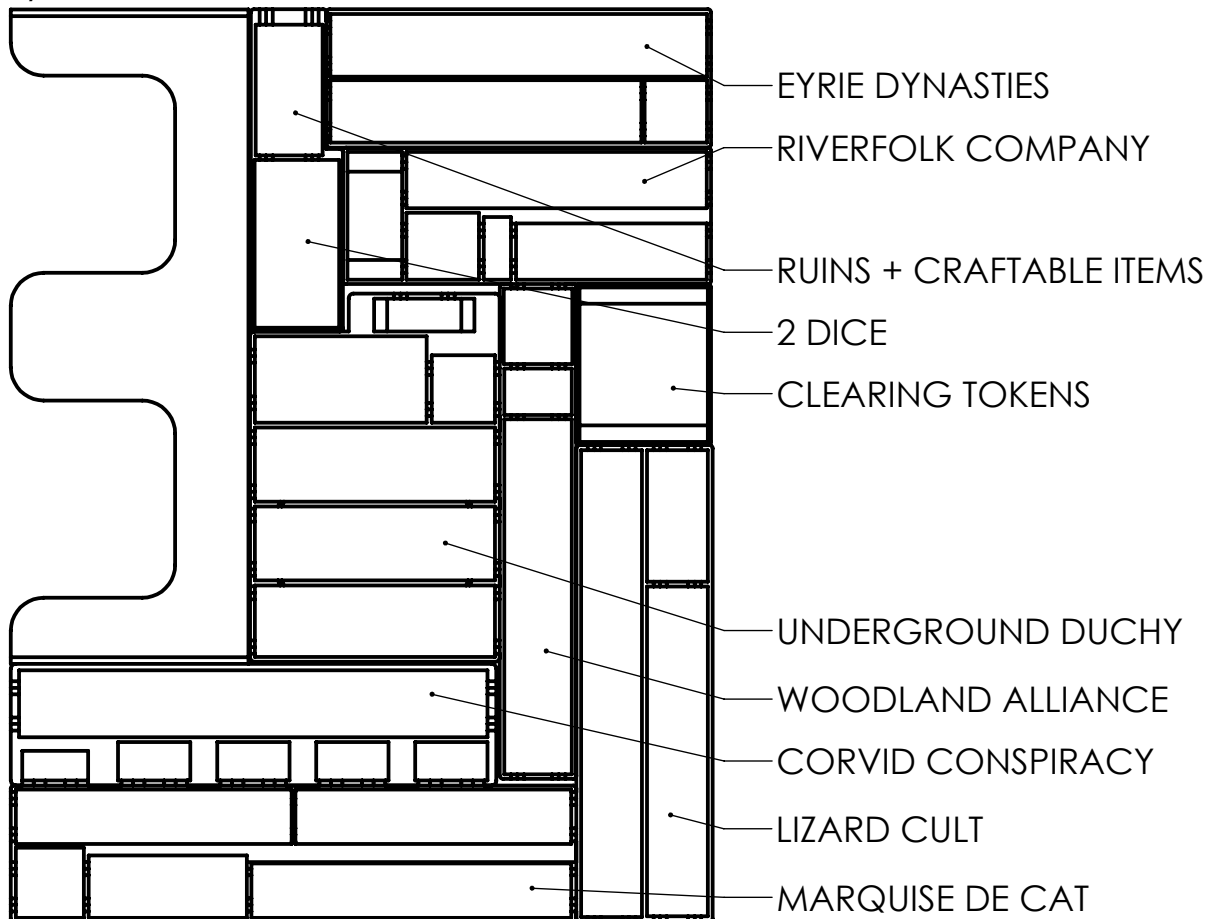 EYRIE DYNASTIES
RIVERFOLK COMPANY
RUINS + CRAFTABLE ITEMS
2 DICE
CLEARING TOKENS
UNDERGROUND DUCHY
WOODLAND ALLIANCE
CORVID CONSPIRACY
LIZARD CULT
MARQUISE DE CAT